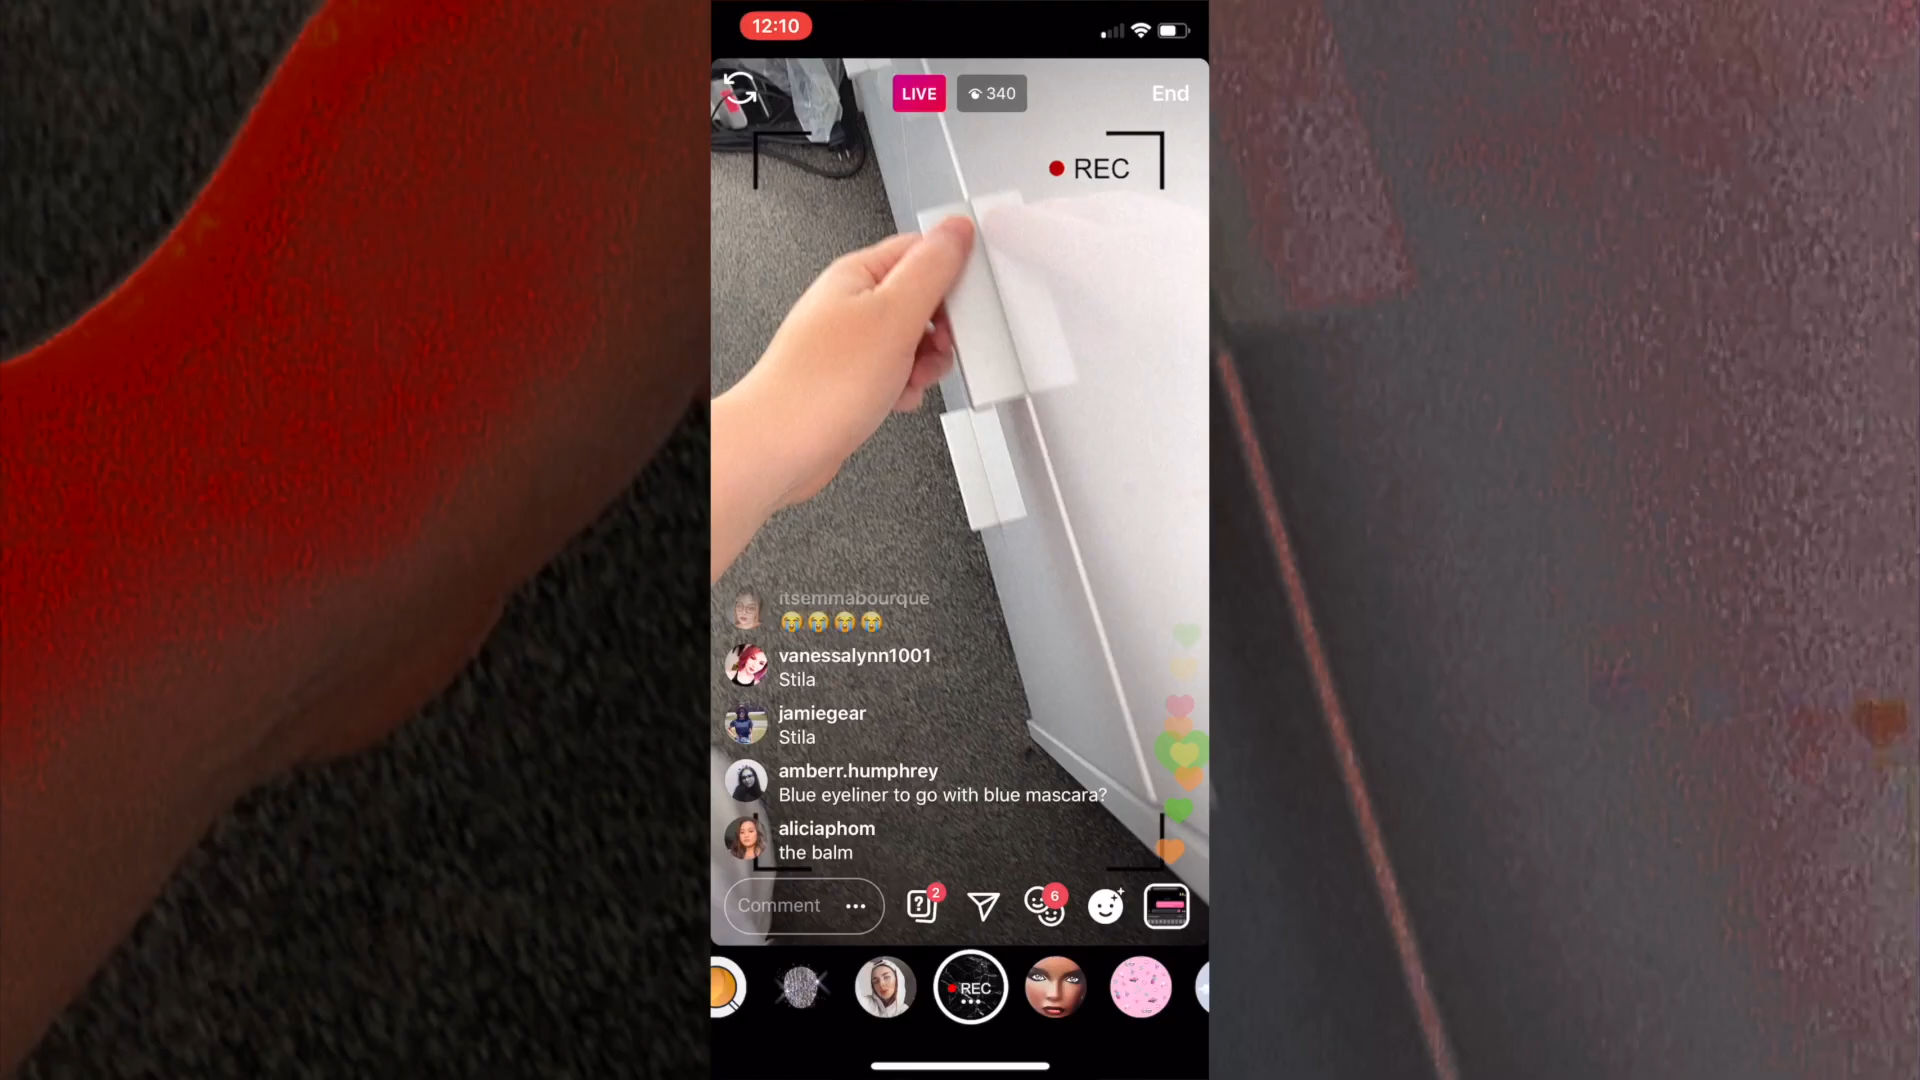 12:10
LIVE 340
End
REC
itsemmabourque
😭😭😭😭
vanessalynn1001
Stila
jamiegear
Stila
amberr.humphrey
Blue eyeliner to go with blue mascara?
aliciaphom
the balm
Comment
2
6
REC